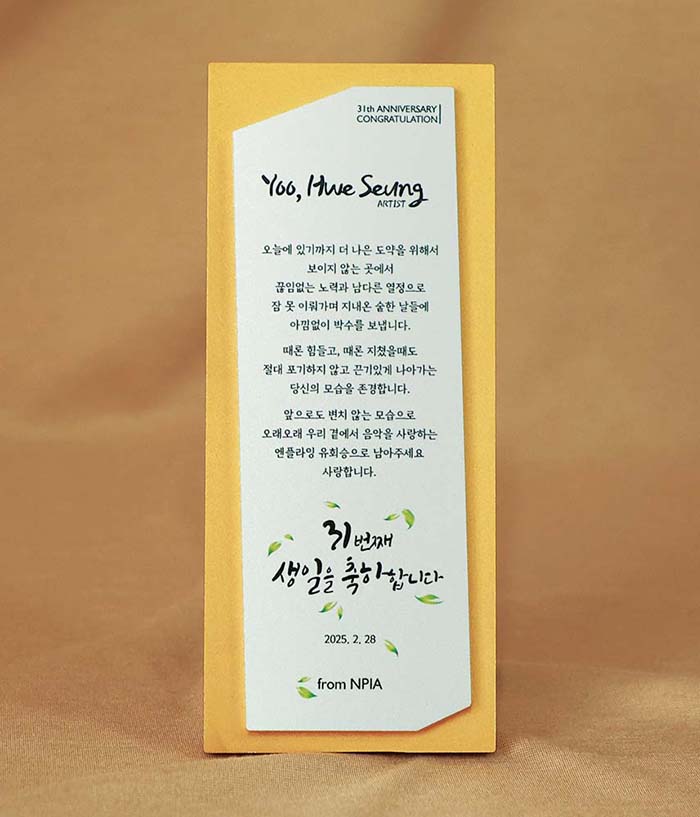 31th ANNIVERSARY
CONGRATULATION
Yoo, Hwe Seung
ARTIST
오늘에 있기까지 더 나은 도약을 위해서
보이지 않는 곳에서
끊임없는 노력과 남다른 열정으로
잠 못 이뤄가며 지내온 숱한 날들에
아낌없이 박수를 보냅니다.
때론 힘들고, 때론 지쳤을때도
절대 포기하지 않고 끈기있게 나아가는
당신의 모습을 존경합니다.
앞으로도 변치 않는 모습으로
오래오래 우리 곁에서 음악을 사랑하는
엔플라잉 유회승으로 남아주세요
사랑합니다.
31번째
생일을 축하합니다
2025. 2. 28
from NPIA